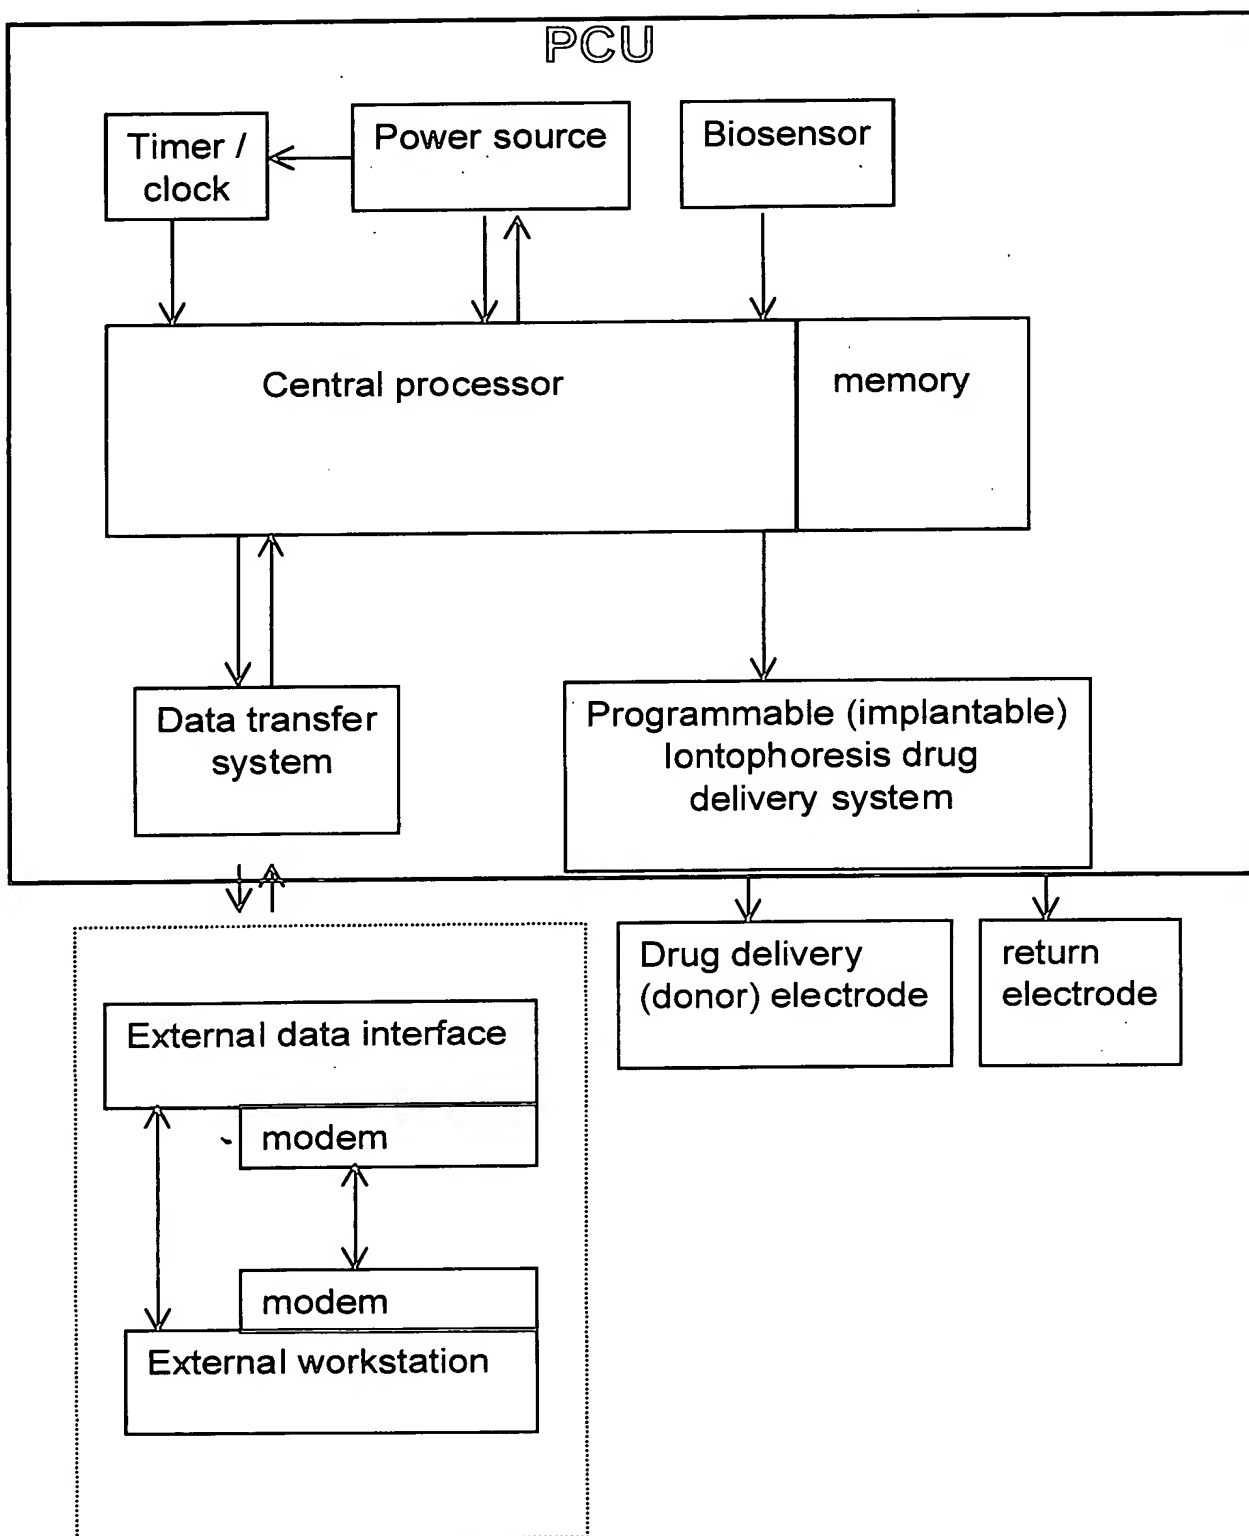 PCU
Timer /
clock
Power source
Biosensor
Central processor
memory
Data transfer
system
Programmable (implantable)
Iontophoresis drug
delivery system
Drug delivery
(donor) electrode
return
electrode
External data interface
modem
modem
External workstation